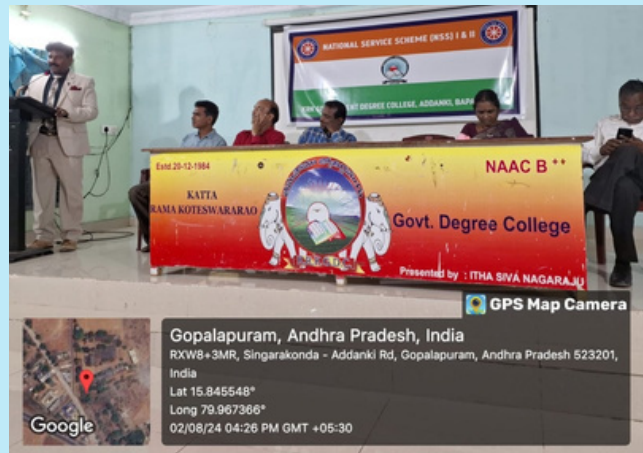 NATIONAL SERVICE SCHEME (NSS) I & II
DEGREE COLLEGE, ADDANKI,
Estd.20-12-1984
NAAC B ++
KATTA
RAMA KOTESWARARAO
Govt. Degree College
Presented by : ITHA SIVA NAGARAJU
GPS Map Camera
Gopalapuram, Andhra Pradesh, India
RXW8+3MR, Singarakonda - Addanki Rd, Gopalapuram, Andhra Pradesh 523201,
India
Lat 15.845548°
Long 79.967366°
02/08/24 04:26 PM GMT +05:30
Google